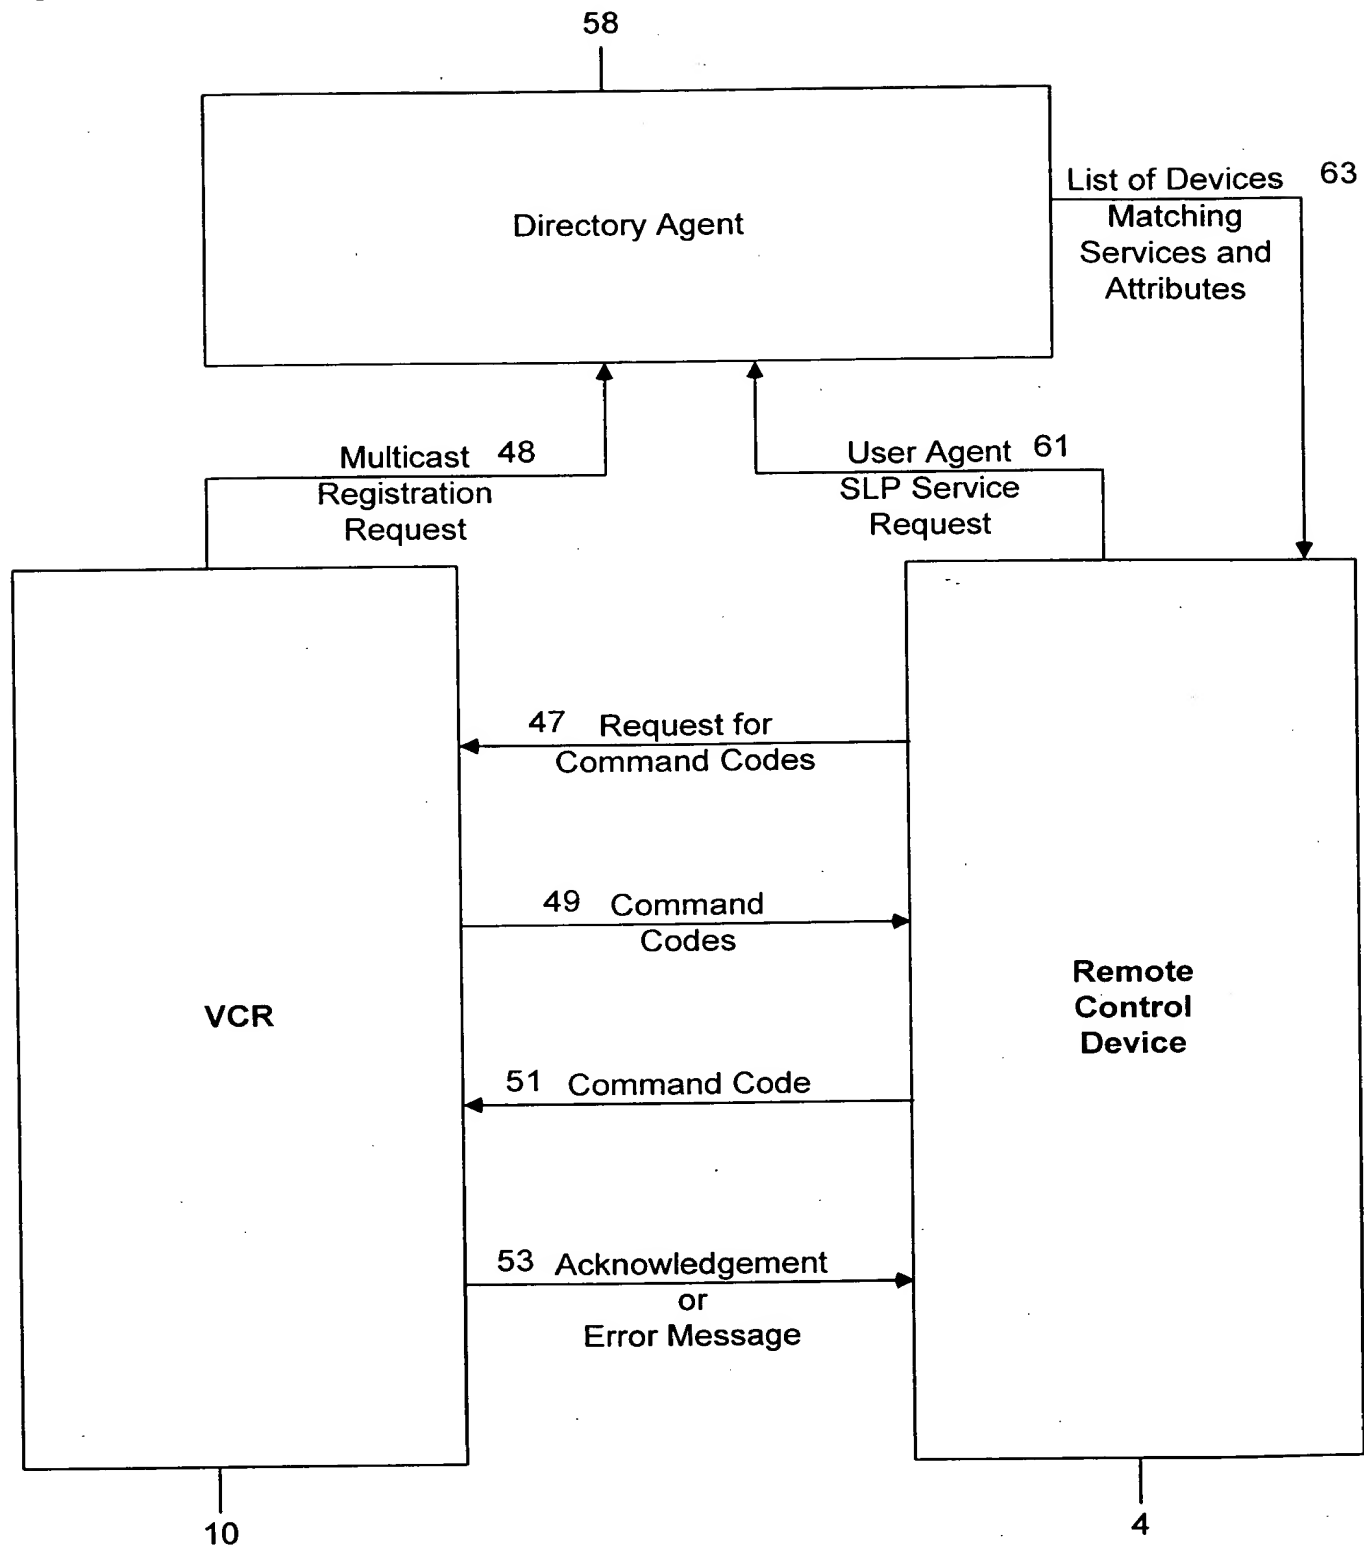 58
Directory Agent
List of Devices 63
Matching
Services and
Attributes
Multicast 48
Registration
Request
User Agent 61
SLP Service
Request
47 Request for
Command Codes
49 Command
Codes
VCR
Remote
Control
Device
51 Command Code
53 Acknowledgement
or
Error Message
10
4